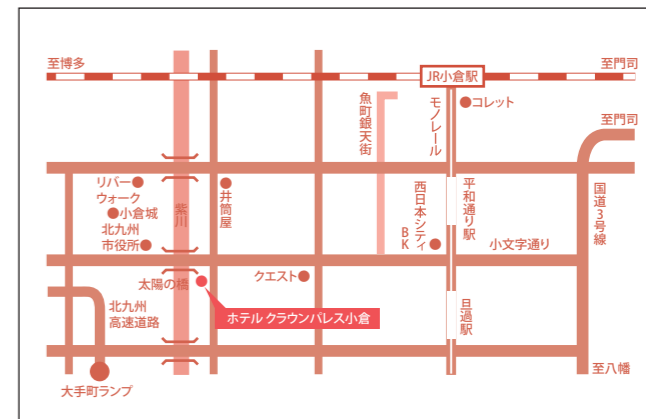 至博多
JR小倉駅
至門司
コレット
魚町銀天街
モノレール
至門司
リバー
ウォーク
小倉城
北九州
市役所
紫川
井筒屋
西日本シティ
BK
平和通り駅
小文字通り
国道3号線
太陽の橋
クエスト
ホテル クラウンパレス小倉
北九州
高速道路
旦過駅
至八幡
大手町ランプ